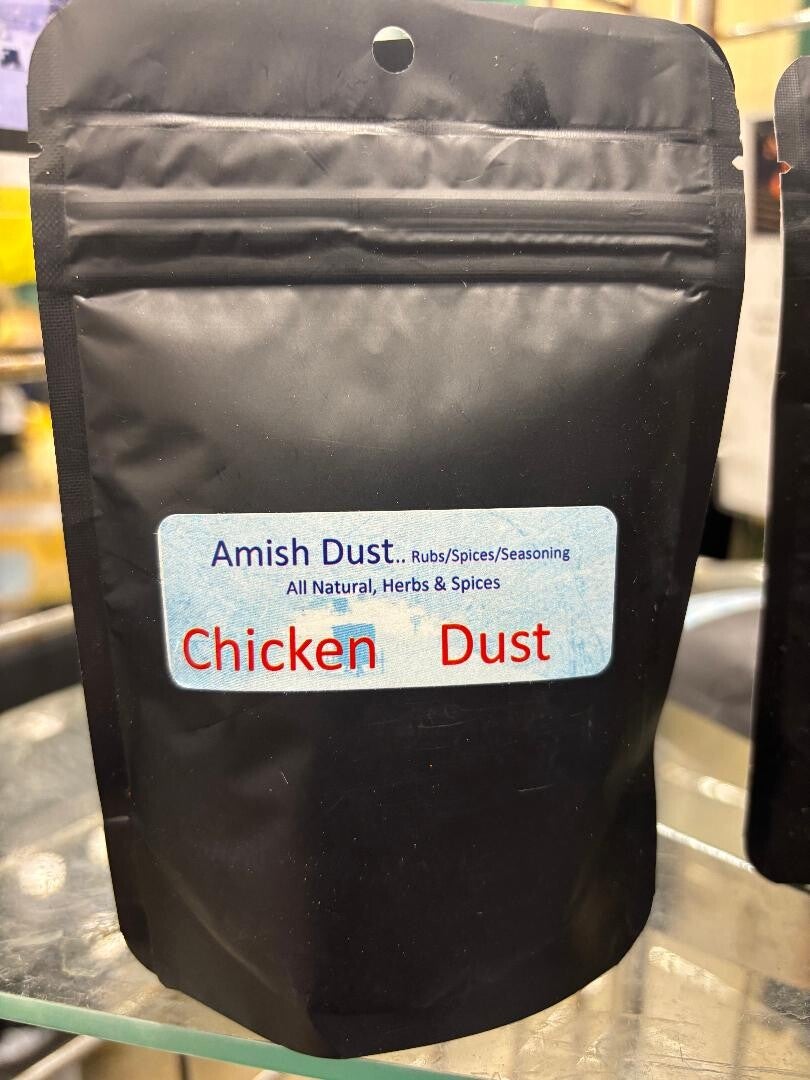 Amish Dust.. Rubs/Spices/Seasoning
All Natural, Herbs & Spices
Chicken Dust